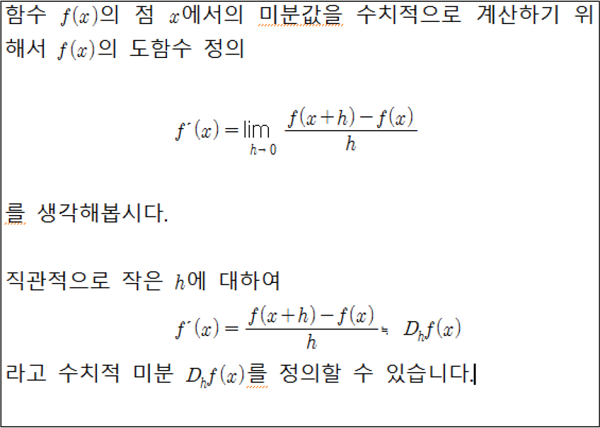 함수 f(x)의 점 x에서의 미분값을 수치적으로 계산하기 위
해서 f(x)의 도함수 정의
f´(x) = lim_{h→0} \frac{f(x+h)−f(x)}{h}
를 생각해봅시다.
직관적으로 작은 h에 대하여
f´(x) = \frac{f(x+h)−f(x)}{h} ≒ D_h f(x)
라고 수치적 미분 D_h f(x)를 정의할 수 있습니다.